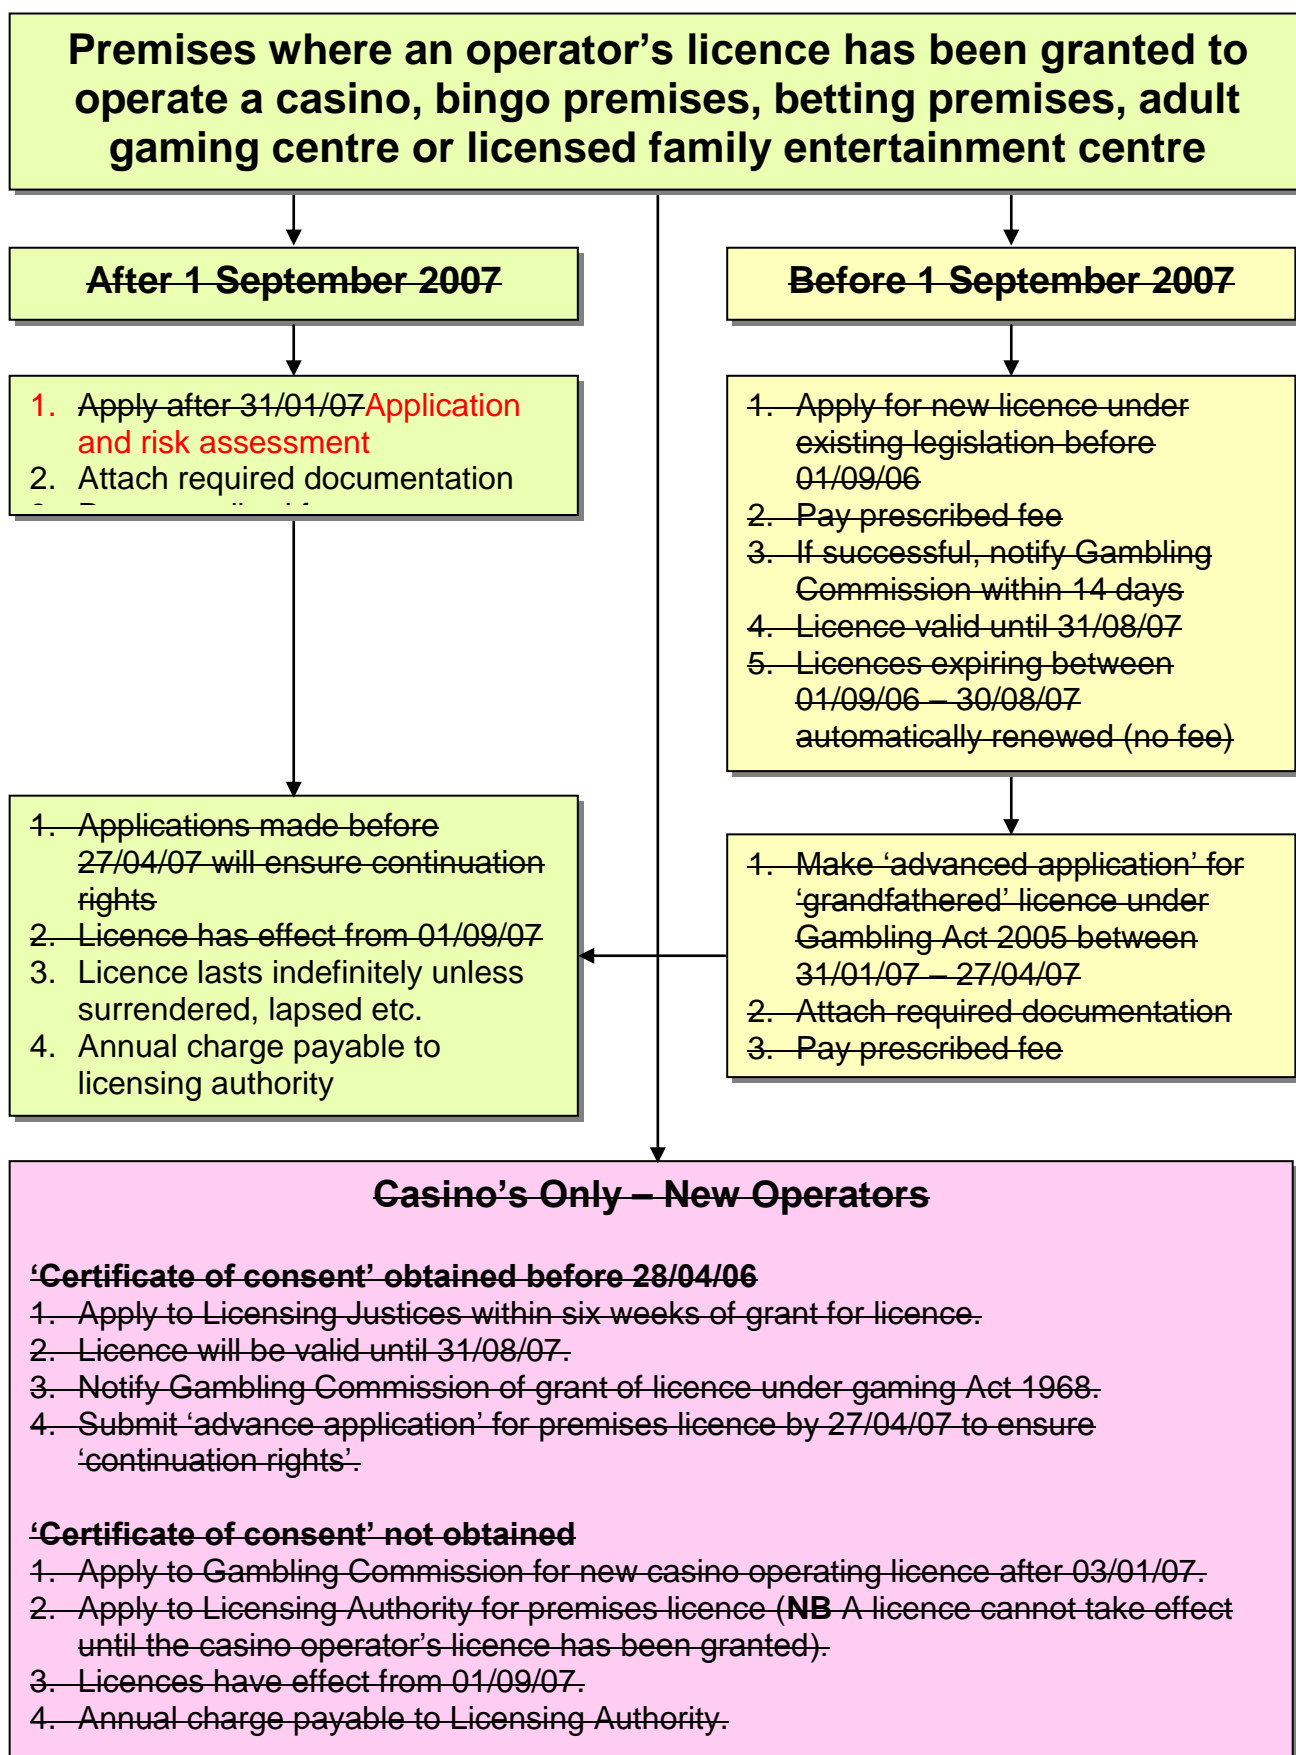 Premises where an operator’s licence has been granted to
operate a casino, bingo premises, betting premises, adult
gaming centre or licensed family entertainment centre
After 1 September 2007
Before 1 September 2007
1. Apply after 31/01/07Application
and risk assessment
2. Attach required documentation
1. Apply for new licence under
existing legislation before
01/09/06
2. Pay prescribed fee
3. If successful, notify Gambling
Commission within 14 days
4. Licence valid until 31/08/07
5. Licences expiring between
01/09/06 – 30/08/07
automatically renewed (no fee)
1. Applications made before
27/04/07 will ensure continuation
rights
2. Licence has effect from 01/09/07
3. Licence lasts indefinitely unless
surrendered, lapsed etc.
4. Annual charge payable to
licensing authority
1. Make ‘advanced application’ for
‘grandfathered’ licence under
Gambling Act 2005 between
31/01/07 – 27/04/07
2. Attach required documentation
3. Pay prescribed fee
Casino’s Only – New Operators
‘Certificate of consent’ obtained before 28/04/06
1. Apply to Licensing Justices within six weeks of grant for licence.
2. Licence will be valid until 31/08/07.
3. Notify Gambling Commission of grant of licence under gaming Act 1968.
4. Submit ‘advance application’ for premises licence by 27/04/07 to ensure
‘continuation rights’.
‘Certificate of consent’ not obtained
1. Apply to Gambling Commission for new casino operating licence after 03/01/07.
2. Apply to Licensing Authority for premises licence (NB A licence cannot take effect
until the casino operator’s licence has been granted).
3. Licences have effect from 01/09/07.
4. Annual charge payable to Licensing Authority.